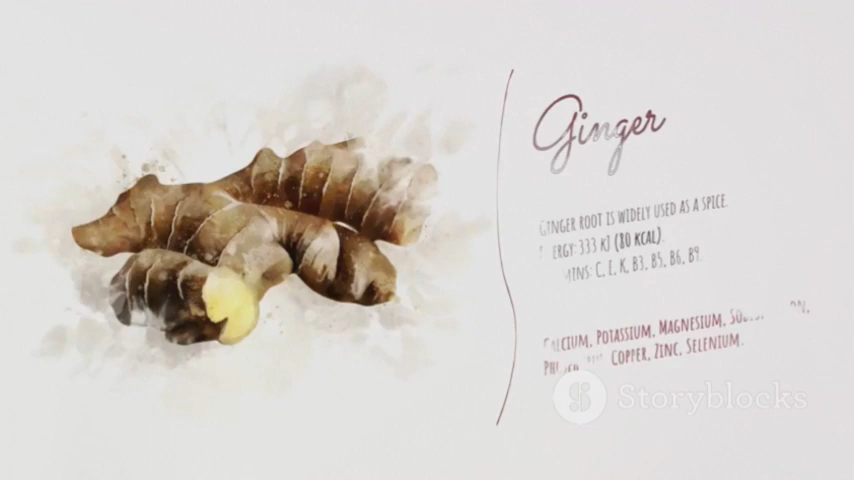 Ginger
GINGER ROOT IS WIDELY USED AS A SPICE.
333 KJ (80 KCAL).
C, E, K, B3, B5, B6, B9.
CALCIUM, POTASSIUM, MAGNESIUM,
COPPER, ZINC, SELENIUM.
Storyblocks